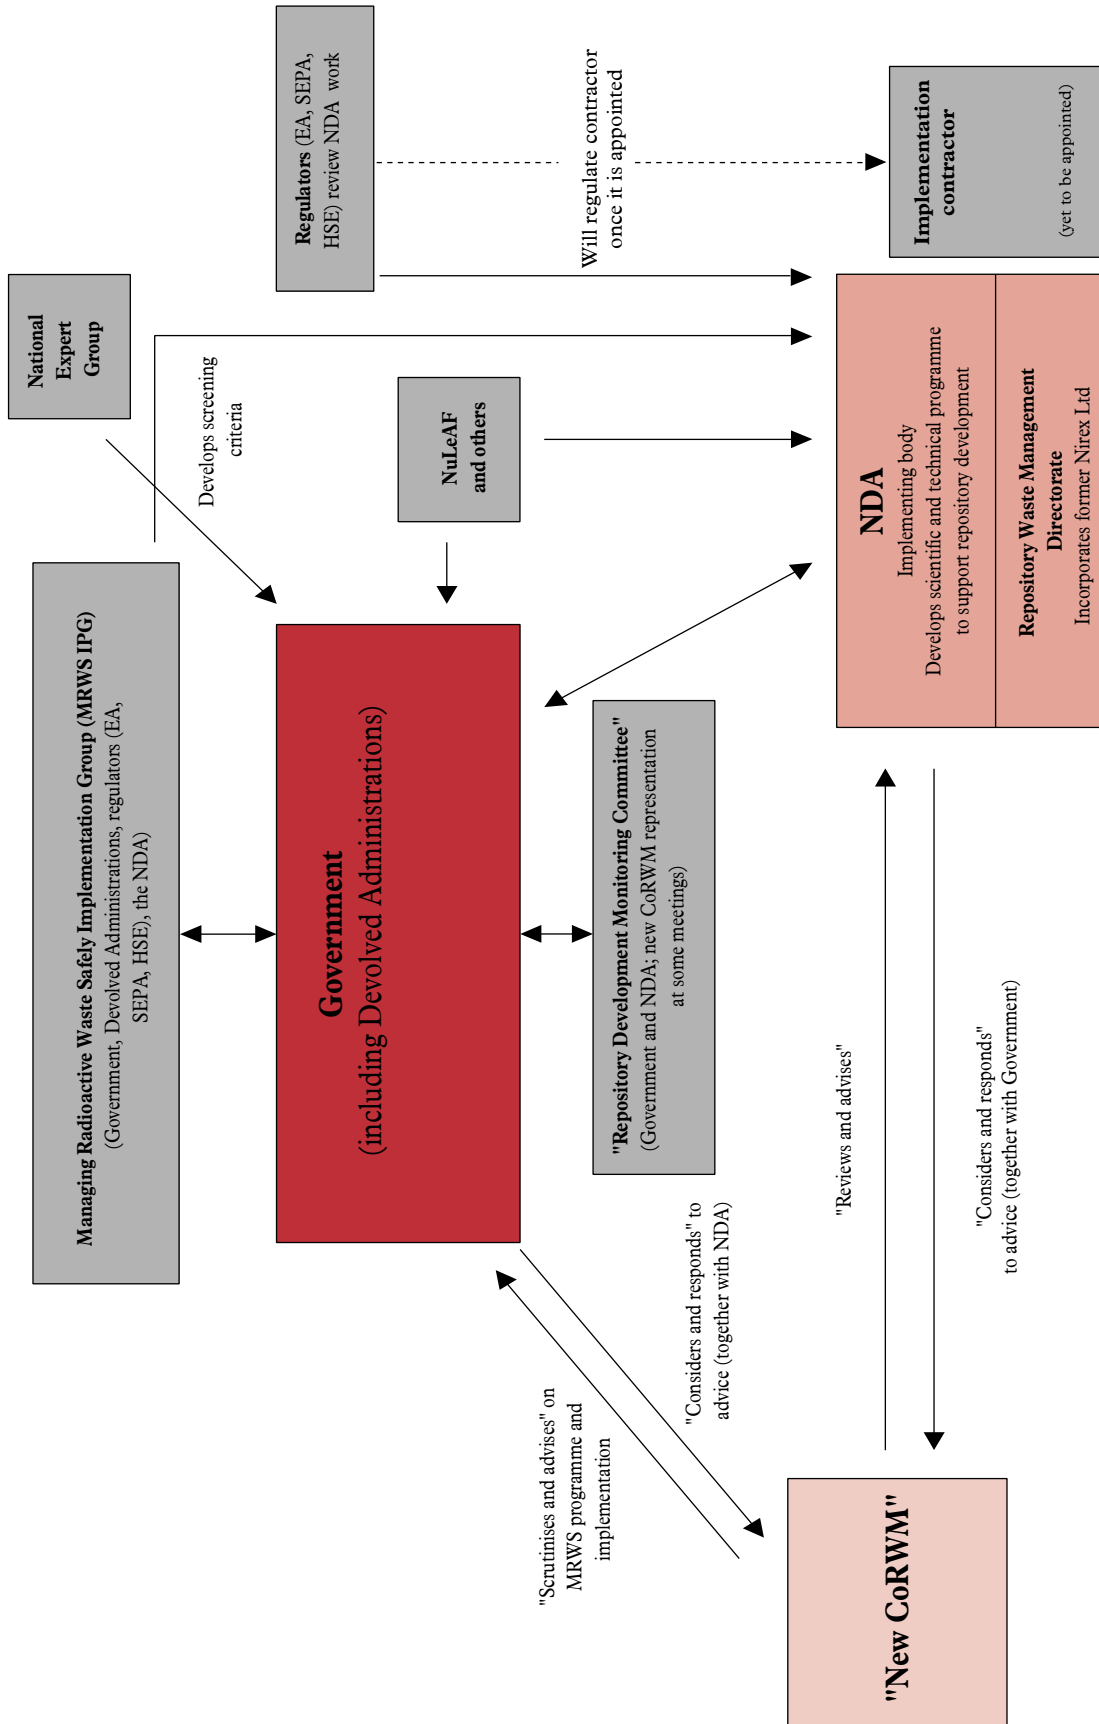 Managing Radioactive Waste Safely Implementation Group (MRWS IPG)
(Government, Devolved Administrations, regulators (EA,
SEPA, HSE), the NDA)
National
Expert
Group
Develops screening
criteria
Regulators (EA, SEPA,
HSE) review NDA work
Government
(including Devolved Administrations)
NuLeAF
and others
Will regulate contractor
once it is appointed
"Scrutinises and advises" on
MRWS programme and
implementation
"Considers and responds" to
advice (together with NDA)
"Repository Development Monitoring Committee"
(Government and NDA; new CoRWM representation
at some meetings)
"New CoRWM"
"Reviews and advises"
"Considers and responds"
to advice (together with Government)
NDA
Implementing body
Develops scientific and technical programme
to support repository development
Repository Waste Management
Directorate
Incorporates former Nirex Ltd
Implementation
contractor
(yet to be appointed)